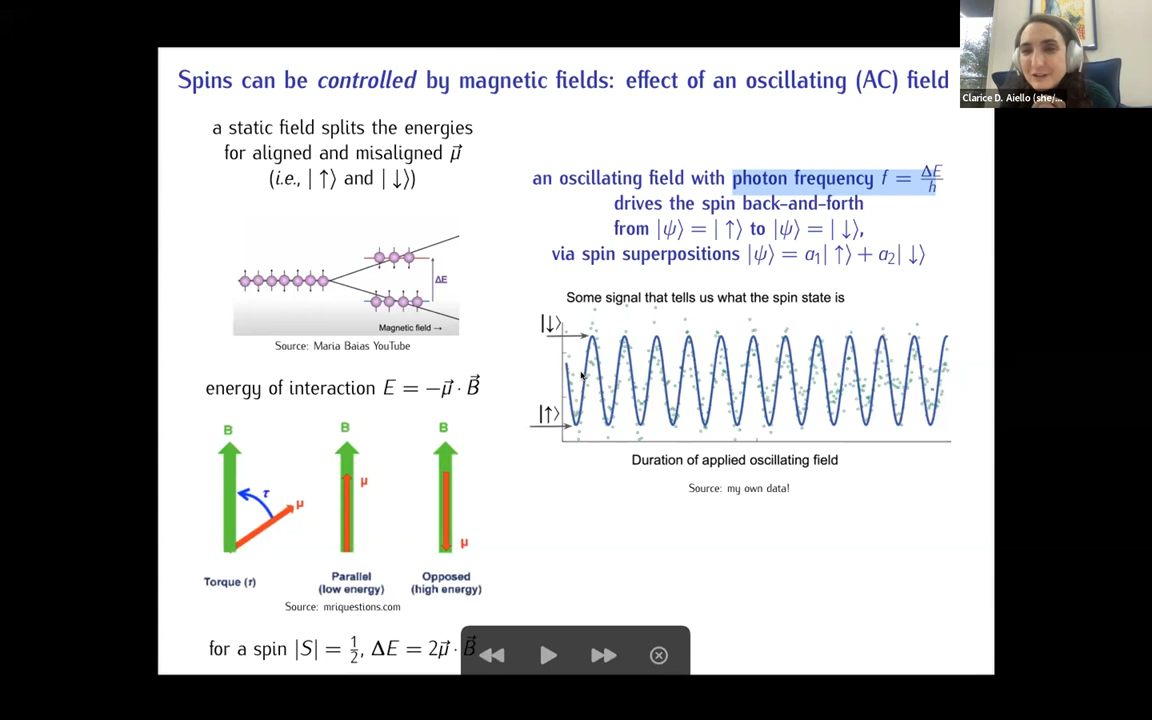 Spins can be controlled by magnetic fields: effect of an oscillating (AC) field
Clarice D. Aiello (she/...
a static field splits the energies
for aligned and misaligned μ⃗
(i.e., |↑⟩ and |↓⟩)
ΔE
Magnetic field →
Source: Maria Baias YouTube
energy of interaction E = −μ⃗ · B⃗
B
B
B
τ
μ
μ
μ
Torque (τ)
Parallel
(low energy)
Opposed
(high energy)
Source: mriquestions.com
for a spin |S| = 1/2, ΔE = 2μ⃗ · B⃗
an oscillating field with photon frequency f = ΔE/h
drives the spin back-and-forth
from |ψ⟩ = |↑⟩ to |ψ⟩ = |↓⟩,
via spin superpositions |ψ⟩ = a₁|↑⟩ + a₂|↓⟩
Some signal that tells us what the spin state is
|↓⟩
|↑⟩
Duration of applied oscillating field
Source: my own data!